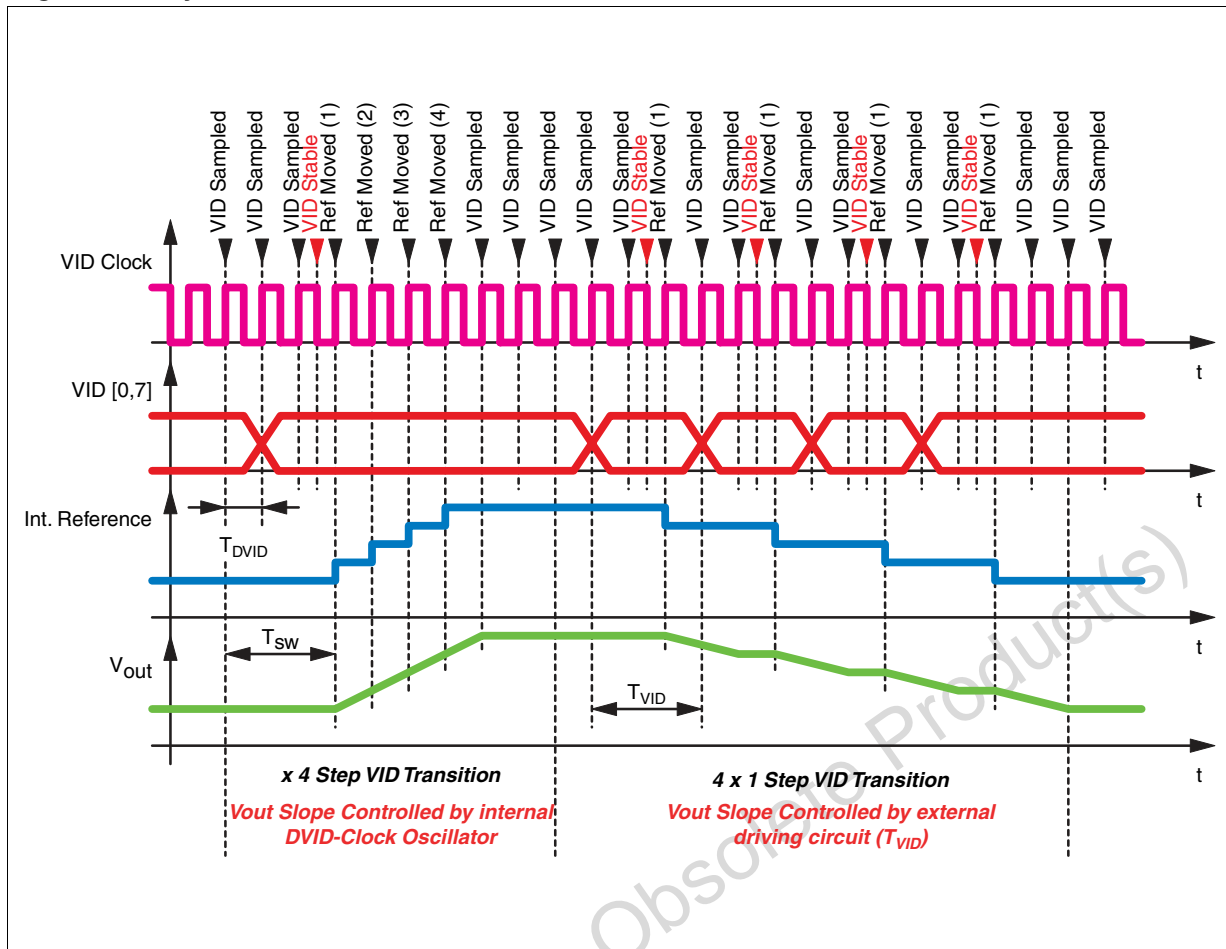 VID Sampled
VID Sampled
VID Sampled
VID Stable
Ref Moved (1)
Ref Moved (2)
Ref Moved (3)
Ref Moved (4)
VID Sampled
VID Sampled
VID Sampled
VID Sampled
VID Sampled
VID Stable
Ref Moved (1)
VID Sampled
VID Sampled
VID Stable
Ref Moved (1)
VID Sampled
VID Sampled
VID Stable
Ref Moved (1)
VID Sampled
VID Sampled
VID Stable
Ref Moved (1)
VID Sampled
VID Sampled
VID Sampled
VID Clock
t
VID [0,7]
t
Int. Reference
TDVID
t
Tsw
Vout
TVID
t
x 4 Step VID Transition
Vout Slope Controlled by internal
DVID-Clock Oscillator
4 x 1 Step VID Transition
Vout Slope Controlled by external
driving circuit (TVID)
Obsolete Product(s)